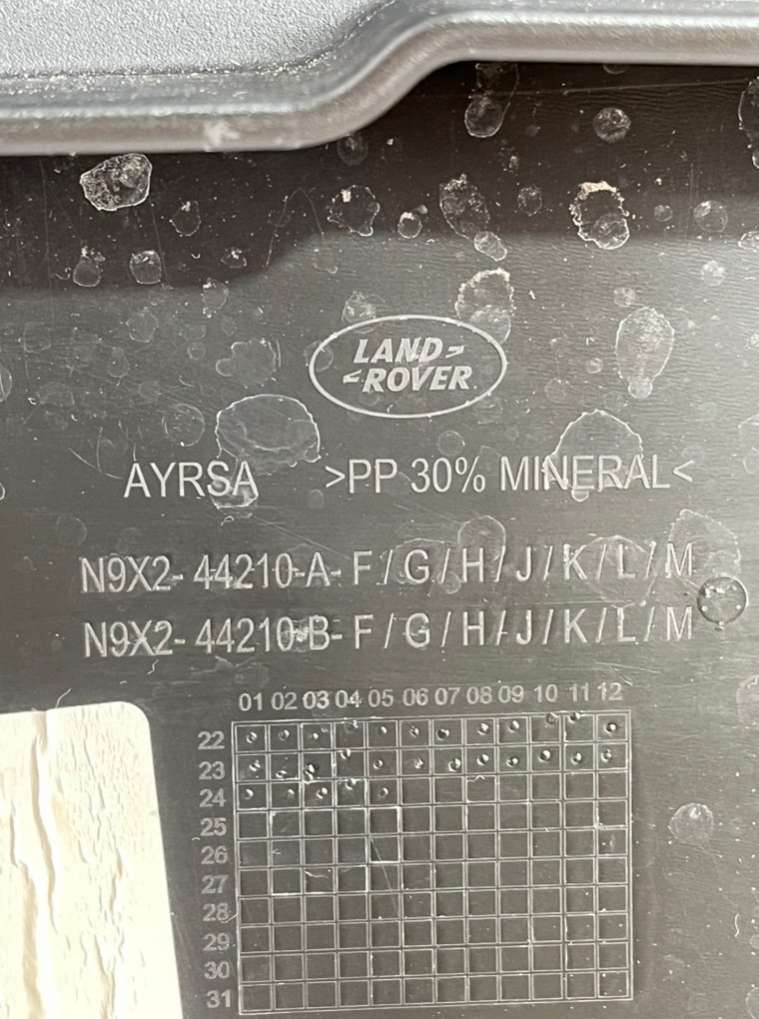 LAND
ROVER
AYRSA >PP 30% MINERAL<
N9X2-44210-A-F/G/H/J/K/L/M
N9X2-44210-B-F/G/H/J/K/L/M
01 02 03 04 05 06 07 08 09 10 11 12
22
23
24
25
26
27
28
29
30
31